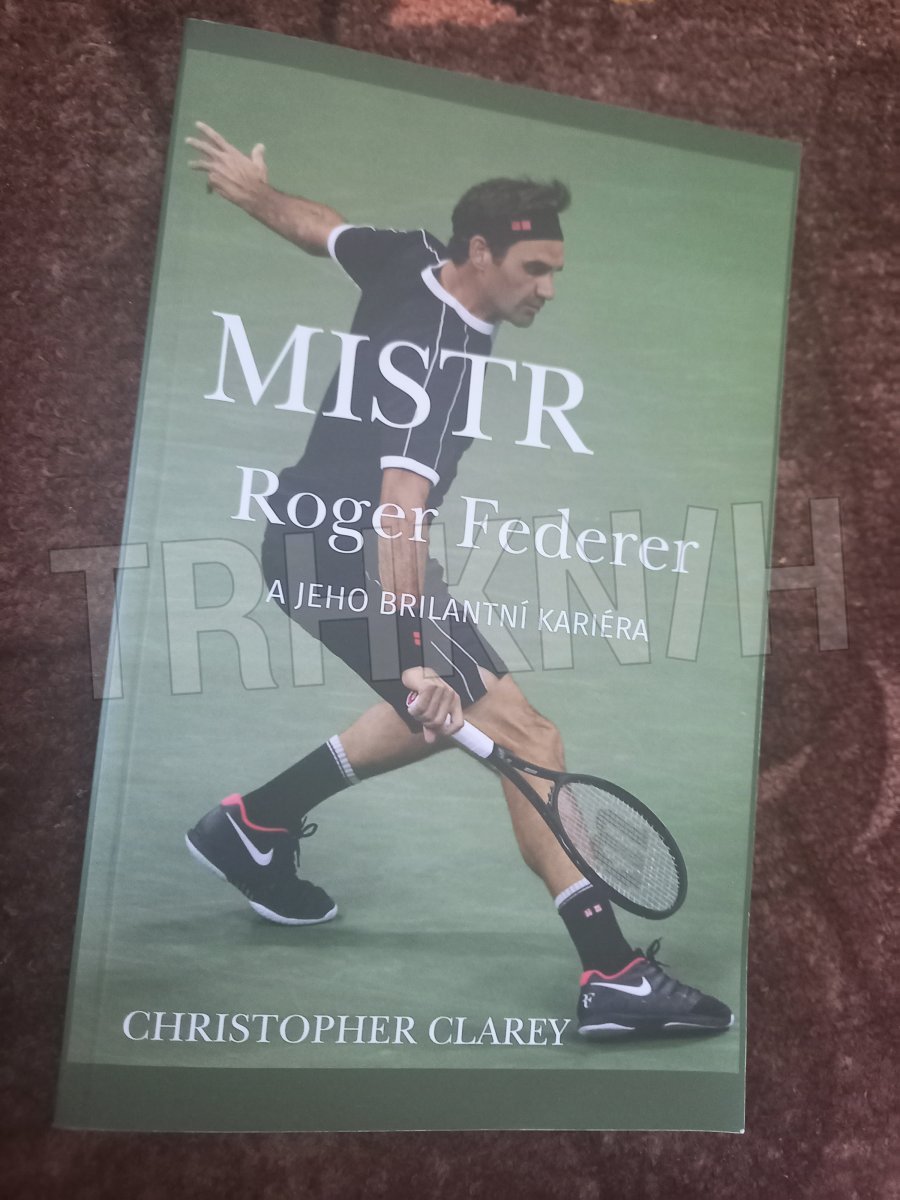 MISTR
Roger Federer
A JEHO BRILANTNÍ KARIÉRA
TRHKNIH
CHRISTOPHER CLAREY